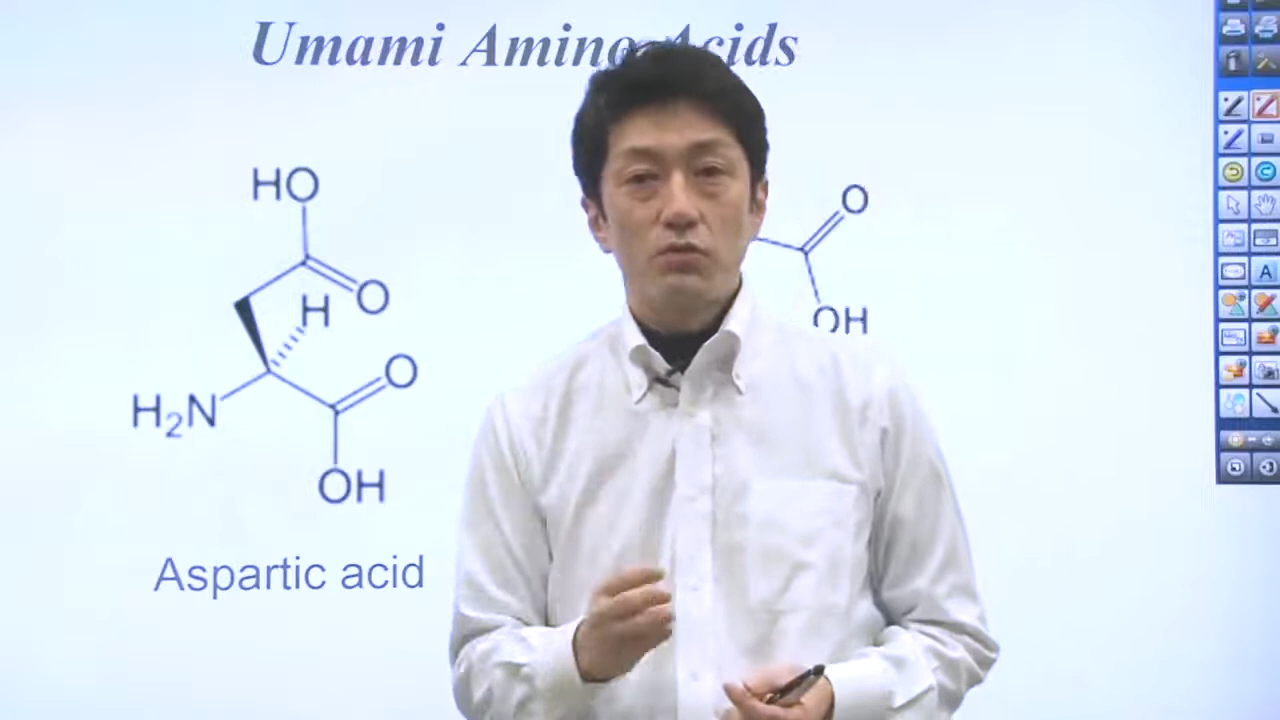 Umami Amino Acids
HO
O
H
O
H2N
OH
Aspartic acid
O
OH
A